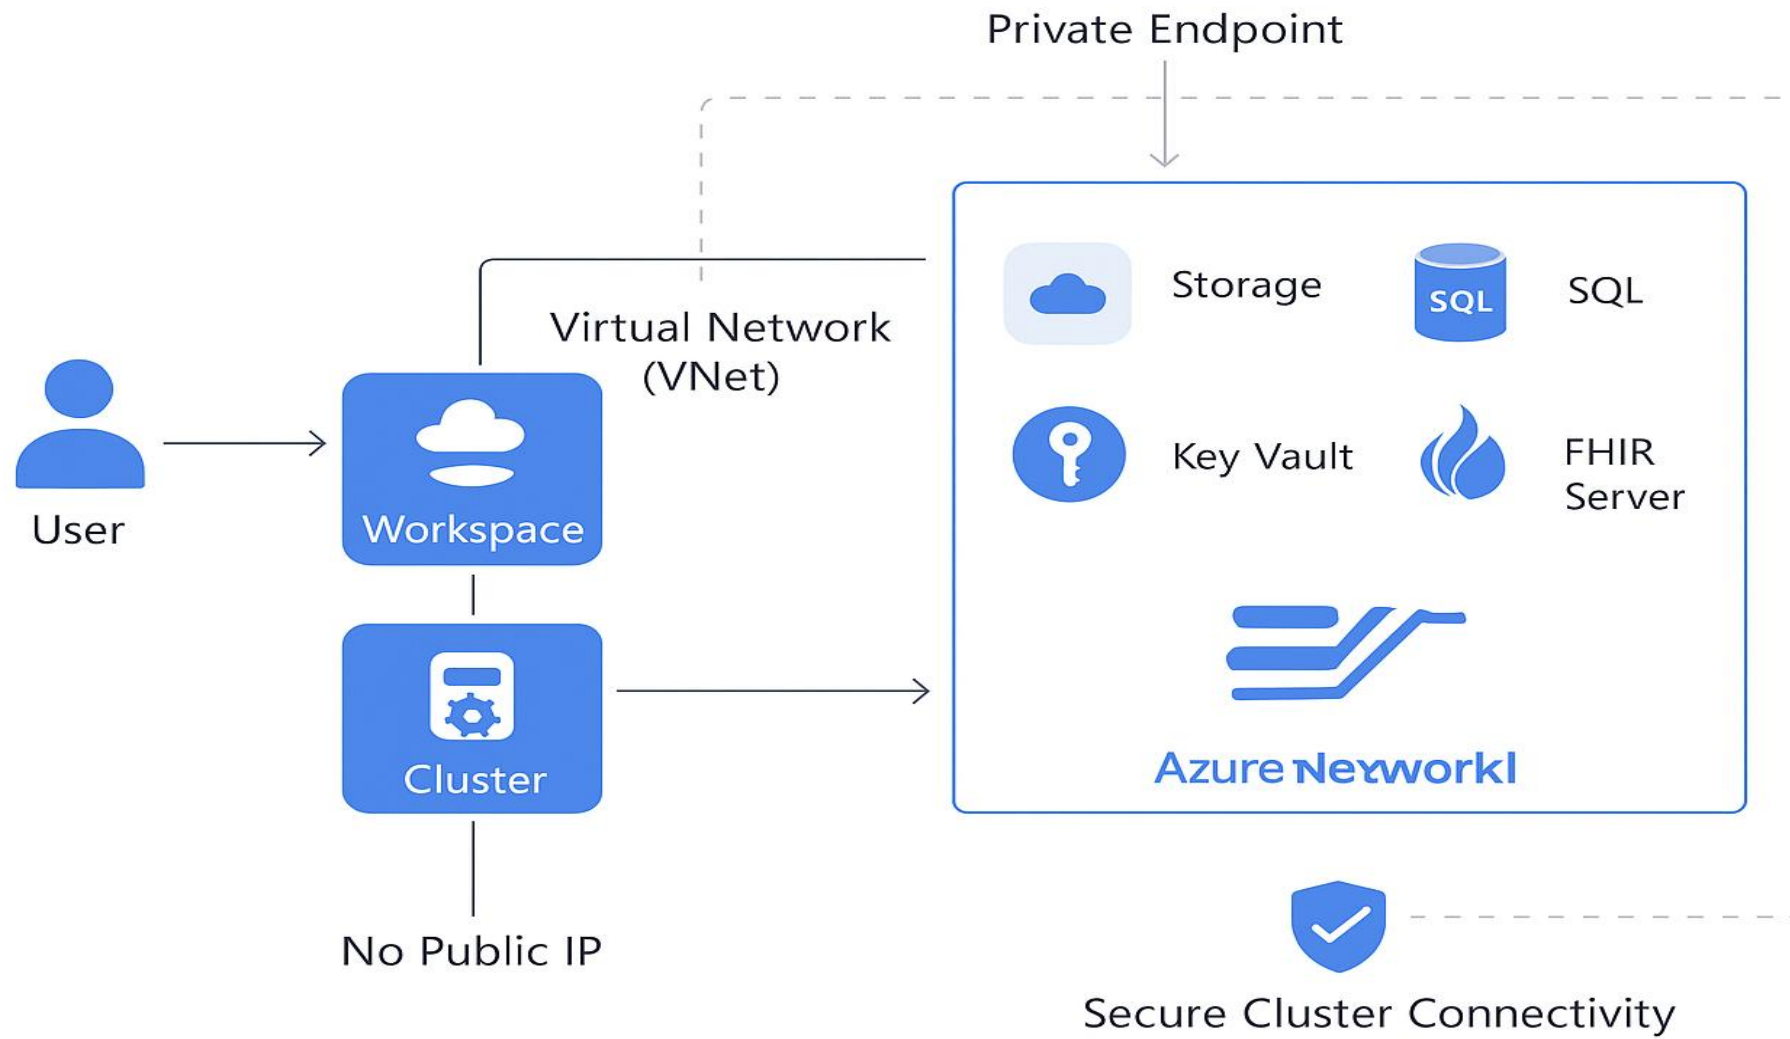 Private Endpoint
Storage
SQL
SQL
Virtual Network
(VNet)
Key Vault
FHIR
Server
User
Workspace
Cluster
Azure Neywworkl
No Public IP
Secure Cluster Connectivity